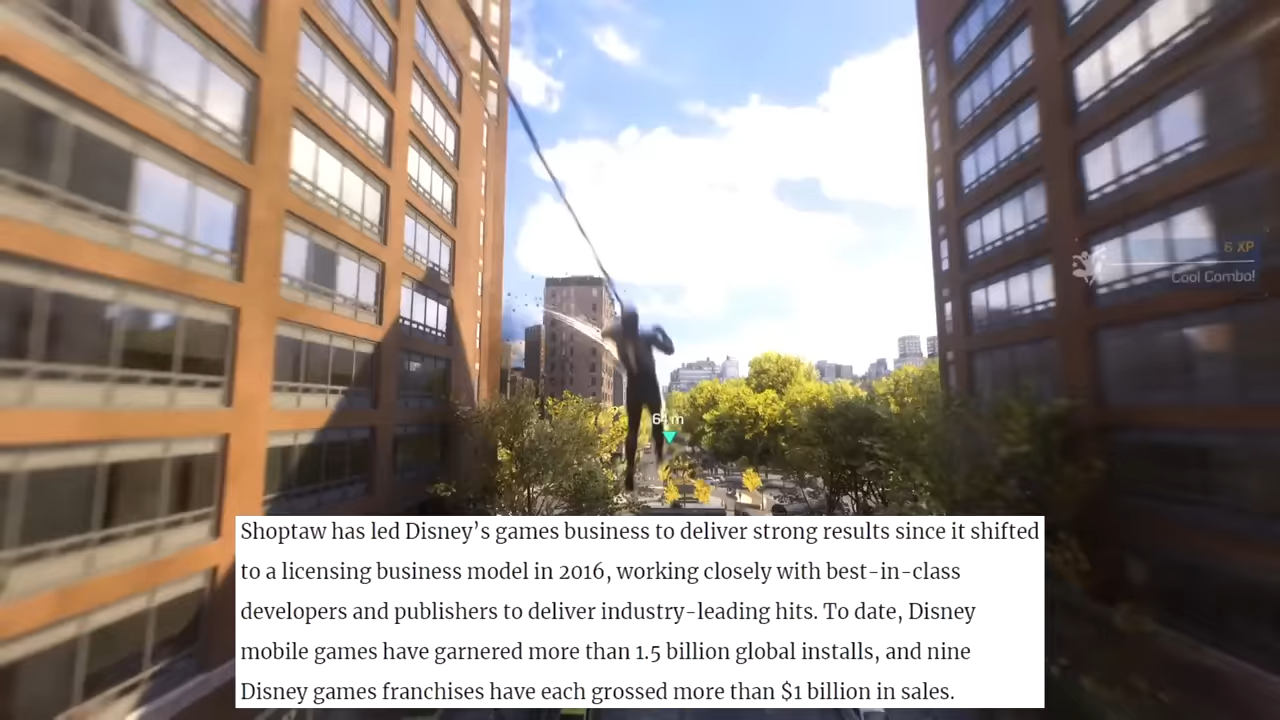 6 XP
Cool Combo!
Shoptaw has led Disney’s games business to deliver strong results since it shifted
to a licensing business model in 2016, working closely with best-in-class
developers and publishers to deliver industry-leading hits. To date, Disney
mobile games have garnered more than 1.5 billion global installs, and nine
Disney games franchises have each grossed more than $1 billion in sales.